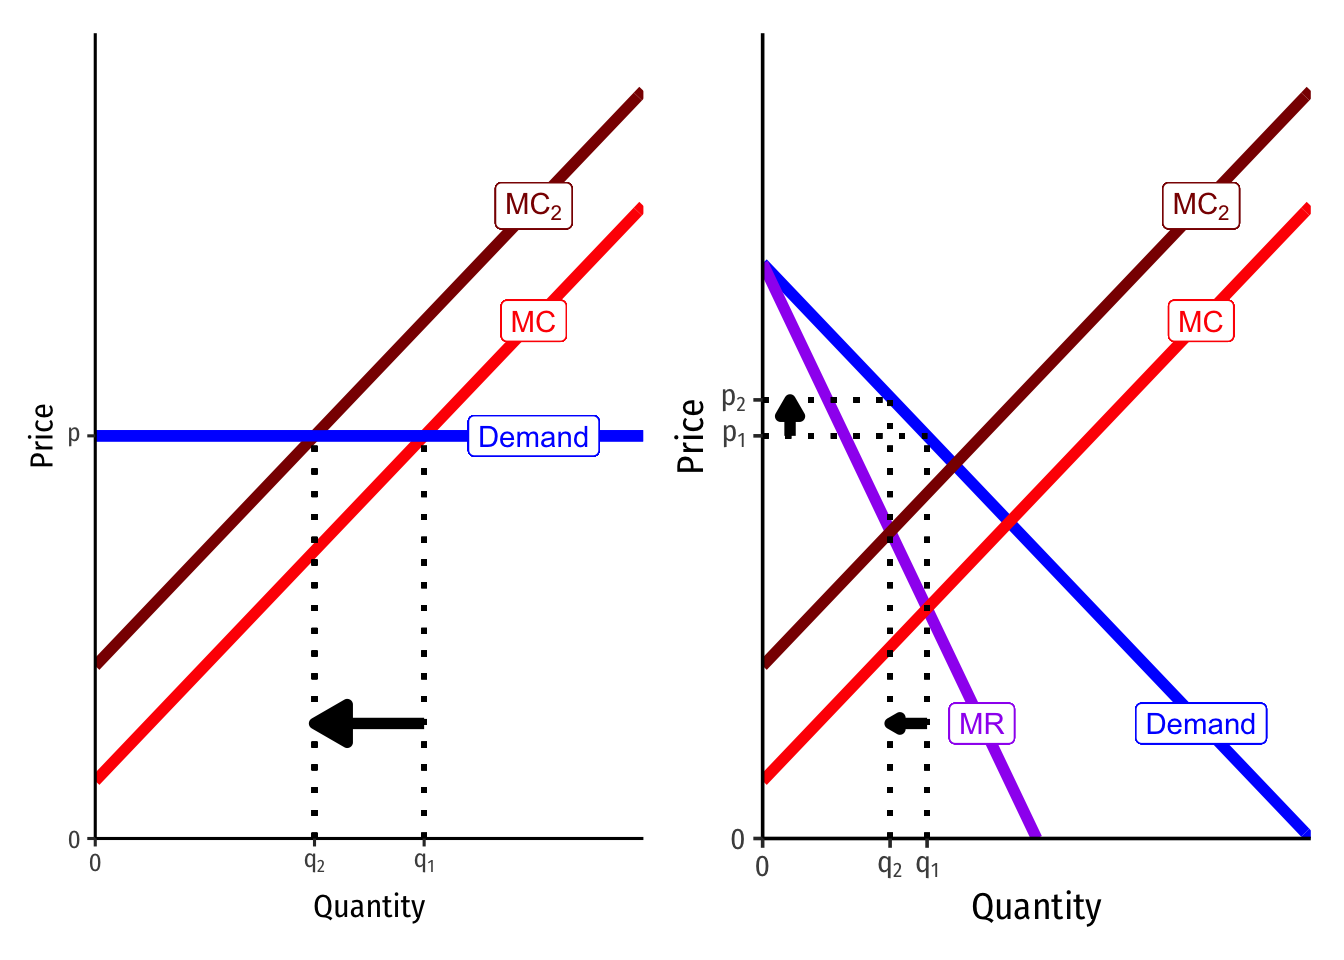 MC₂
MC
Demand
p
Price
0
0
q₂
q₁
Quantity
MC₂
MC
p₂
p₁
Price
MR
Demand
0
0
q₂
q₁
Quantity